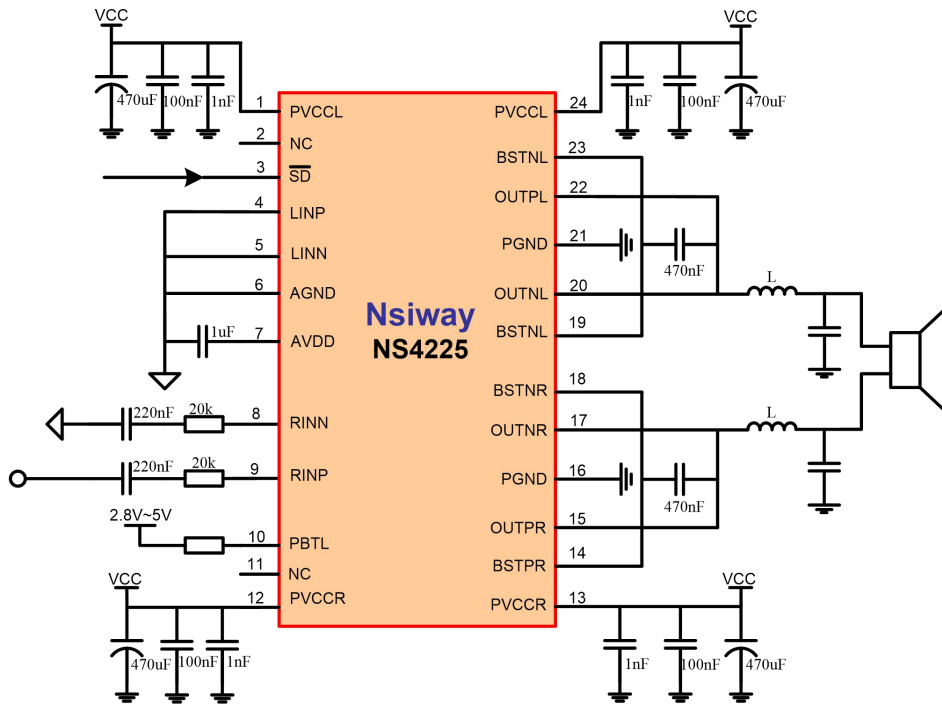 VCC
470uF 100nF 1nF
VCC
1nF 100nF 470uF
1 PVCCL
2 NC
3 SD
4 LINP
5 LINN
6 AGND
1uF 7 AVDD
220nF 20k 8 RINN
220nF 20k 9 RINP
2.8V~5V
10 PBTL
11 NC
12 PVCCR
VCC
470uF 100nF 1nF
Nsiway
NS4225
PVCCL 24
BSTNL 23
OUTPL 22
PGND 21
470nF
OUTNL 20
L
BSTNL 19
BSTNR 18
OUTNR 17
L
PGND 16
470nF
OUTPR 15
BSTPR 14
PVCCR 13
VCC
1nF 100nF 470uF